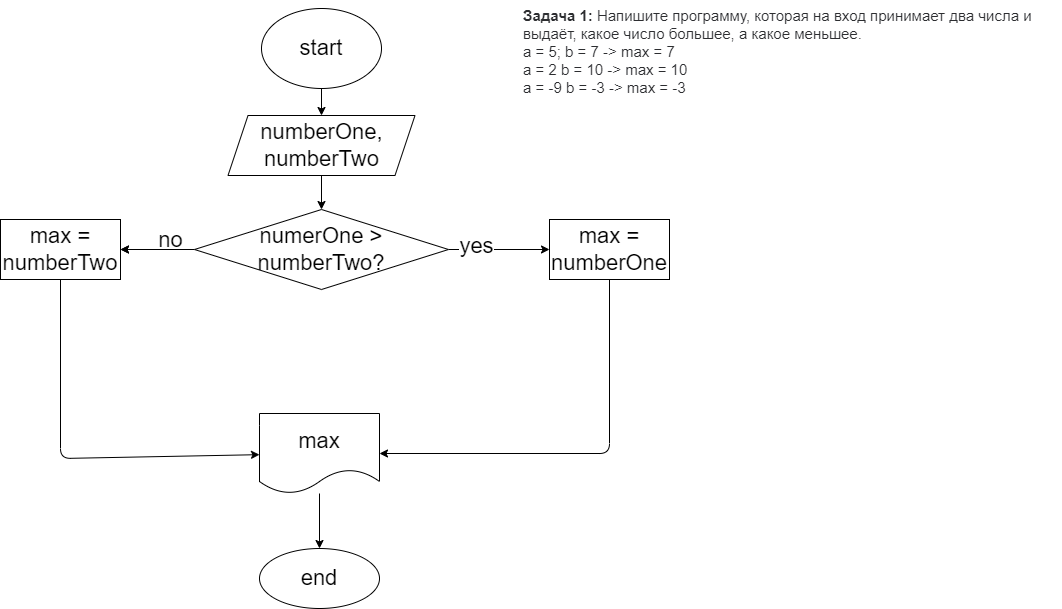 start
Задача 1: Напишите программу, которая на вход принимает два числа и
выдаёт, какое число большее, а какое меньшее.
a = 5; b = 7 -> max = 7
a = 2 b = 10 -> max = 10
a = -9 b = -3 -> max = -3
numberOne,
numberTwo
numerOne >
numberTwo?
no
yes
max =
numberTwo
max =
numberOne
max
end